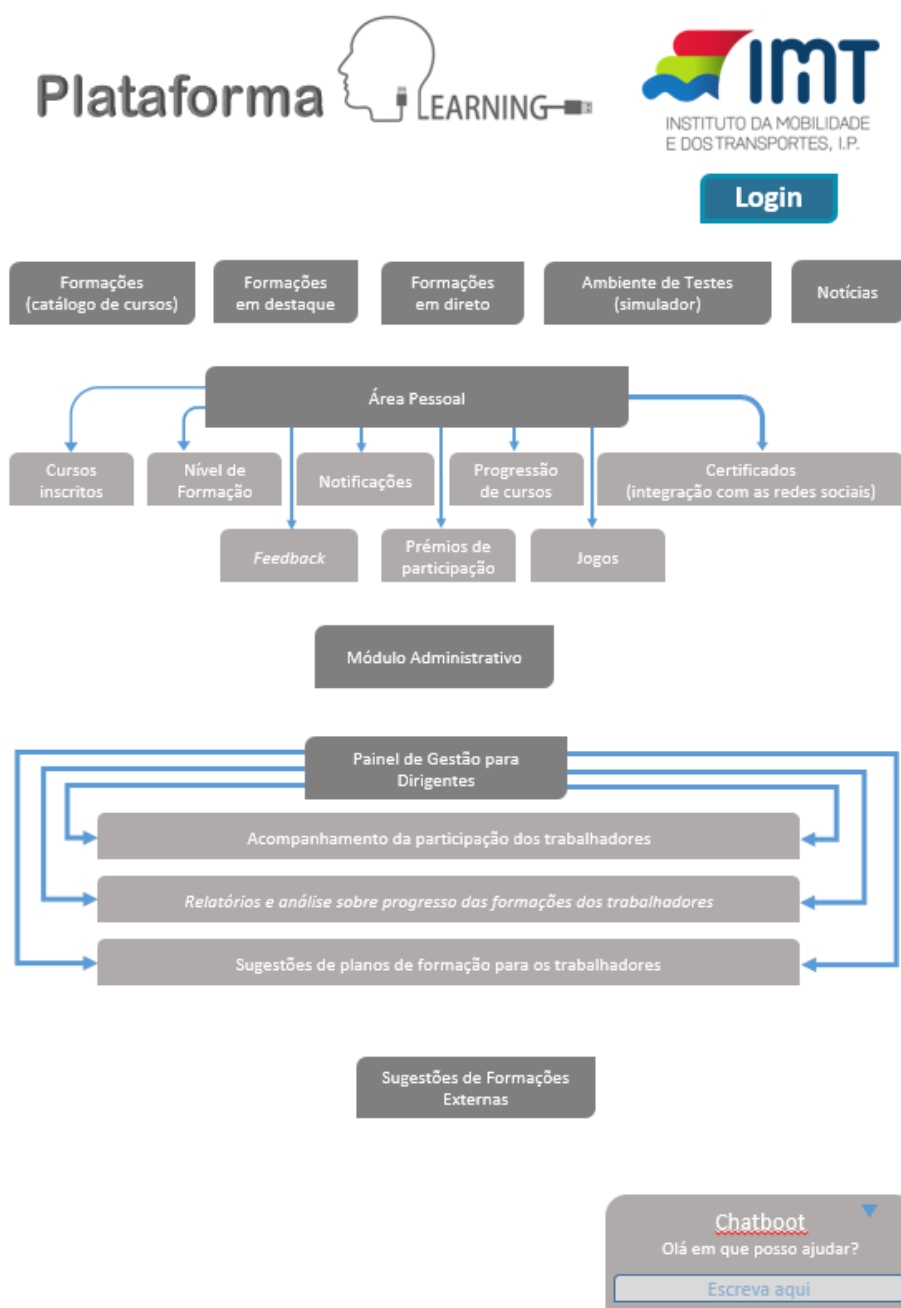 Plataforma LEARNING
IMT
INSTITUTO DA MOBILIDADE
E DOS TRANSPORTES, I.P.
Login
Formações
(catálogo de cursos)
Formações
em destaque
Formações
em direto
Ambiente de Testes
(simulador)
Notícias
Área Pessoal
Cursos
inscritos
Nível de
Formação
Notificações
Progressão
de cursos
Certificados
(integração com as redes sociais)
Feedback
Prémios de
participação
Jogos
Módulo Administrativo
Painel de Gestão para
Dirigentes
Acompanhamento da participação dos trabalhadores
Relatórios e análise sobre progresso das formações dos trabalhadores
Sugestões de planos de formação para os trabalhadores
Sugestões de Formações
Externas
Chatboot
Olá em que posso ajudar?
Escreva aqui